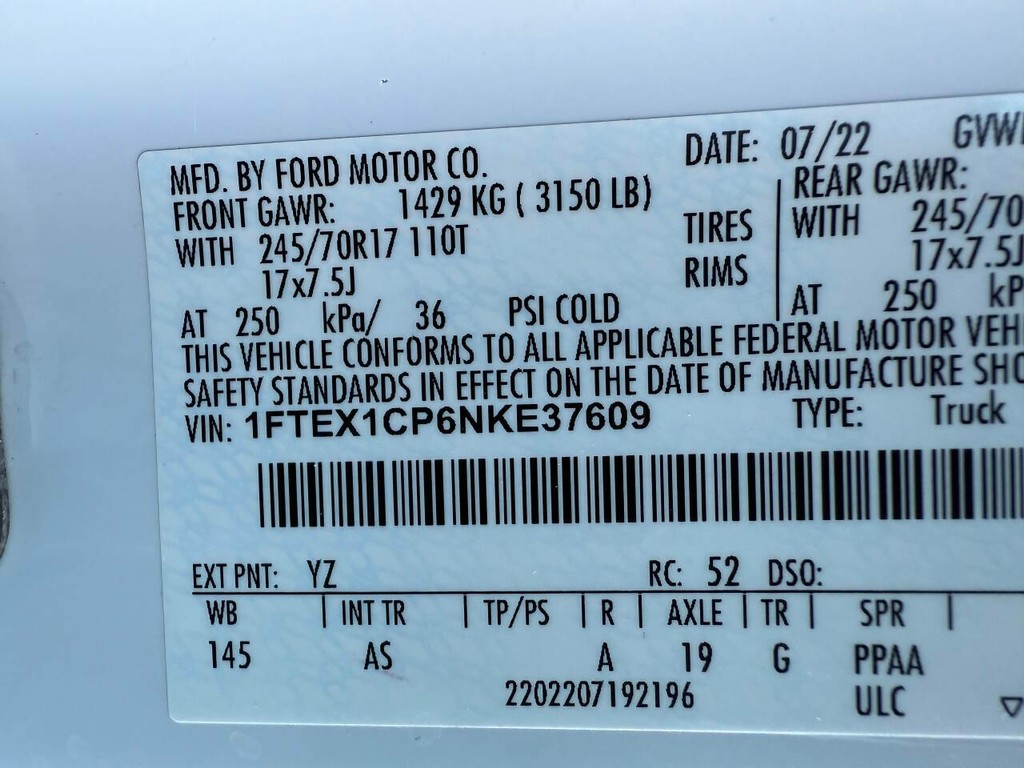 MFD. BY FORD MOTOR CO. DATE: 07/22
FRONT GAWR: 1429 KG ( 3150 LB) REAR GAWR:
WITH 245/70R17 110T TIRES WITH 245/70
17x7.5J RIMS 17x7.5J
AT 250 kPa/ 36 PSI COLD AT 250
THIS VEHICLE CONFORMS TO ALL APPLICABLE FEDERAL MOTOR
SAFETY STANDARDS IN EFFECT ON THE DATE OF MANUFACTURE
VIN: 1FTEX1CP6NKE37609 TYPE: Truck
EXT PNT: YZ RC: 52 DSO:
WB | INT TR | TP/PS | R | AXLE | TR | SPR |
145 AS A 19 G PPAA
2202207192196 ULC